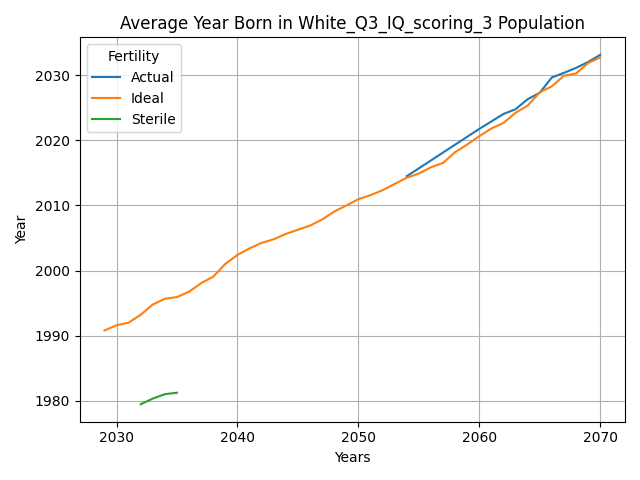 Average Year Born in White_Q3_IQ_scoring_3 Population
Fertility
Actual
Ideal
Sterile
Year
2030
2020
2010
2000
1990
1980
2030 2040 2050 2060 2070
Years